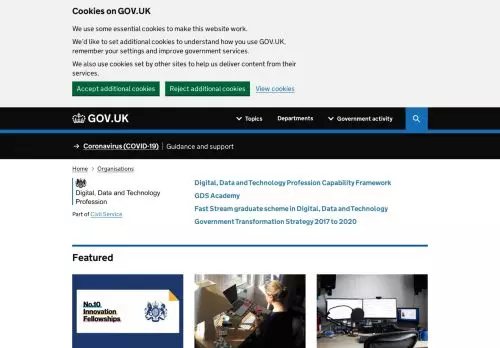 Cookies on GOV.UK
We use some essential cookies to make this website work.
We'd like to set additional cookies to understand how you use GOV.UK,
remember your settings and improve government services.
We also use cookies set by other sites to help us deliver content from their
services.
Accept additional cookies Reject additional cookies View cookies
GOV.UK Topics Departments Government activity
→ Coronavirus (COVID-19) Guidance and support
Home > Organisations
Digital, Data and Technology
Profession
Part of Civil Service
Digital, Data and Technology Profession Capability Framework
GDS Academy
Fast Stream graduate scheme in Digital, Data and Technology
Government Transformation Strategy 2017 to 2020
Featured
No.10
Innovation
Fellowships.